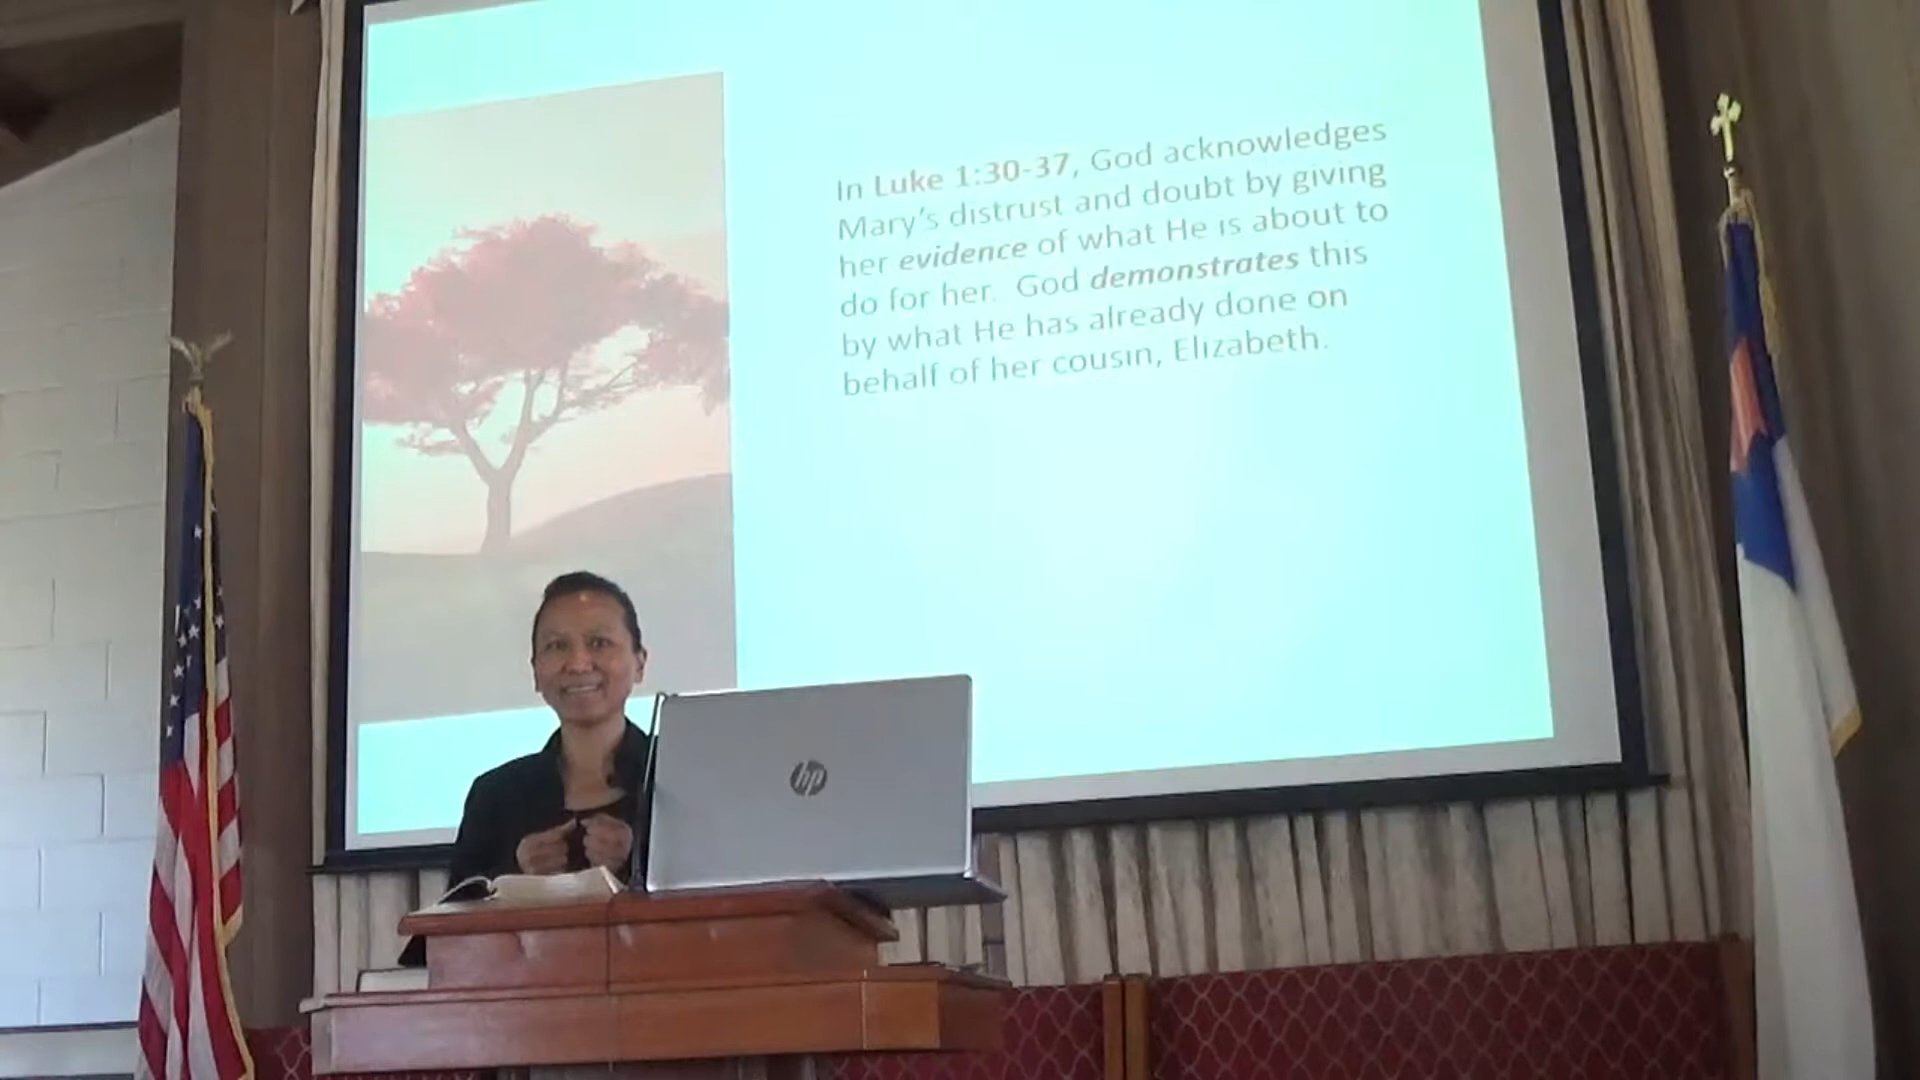 In Luke 1:30-37, God acknowledges
Mary's distrust and doubt by giving
her evidence of what He is about to
do for her. God demonstrates this
by what He has already done on
behalf of her cousin, Elizabeth.
hp